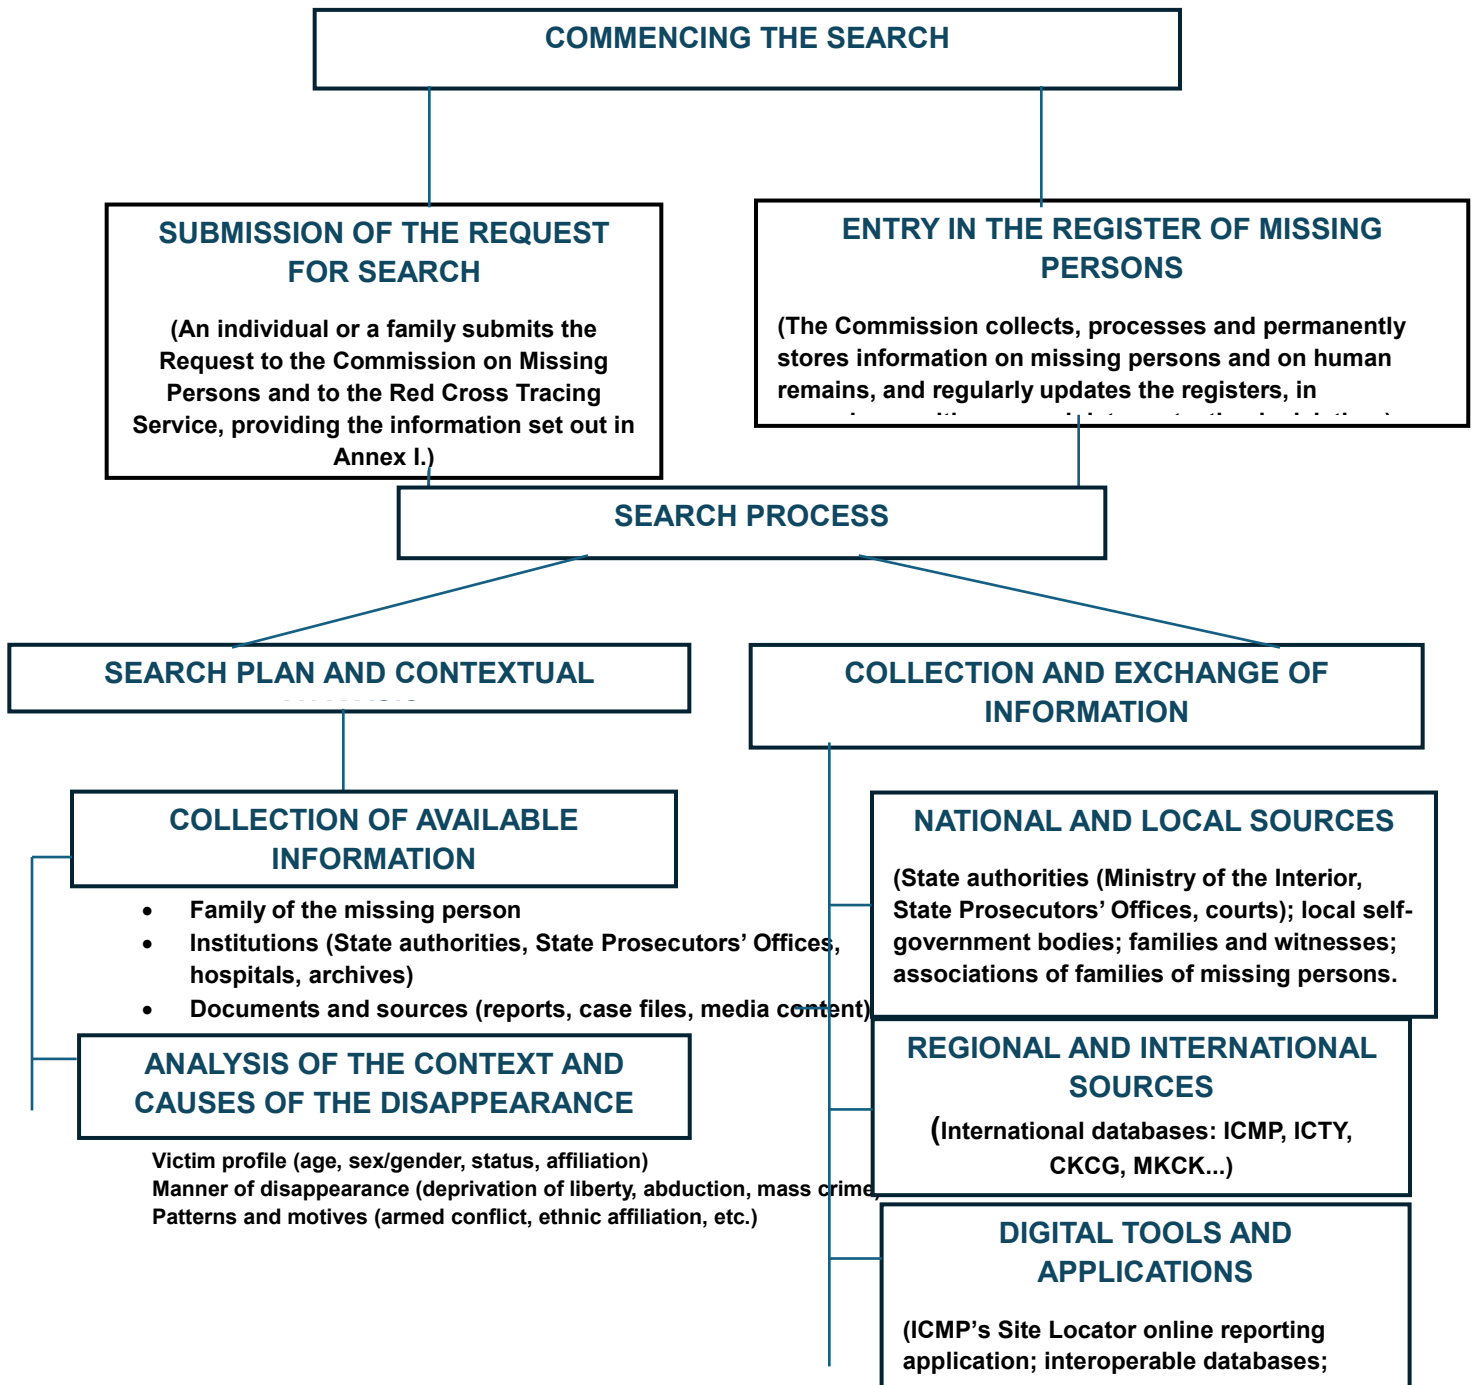 COMMENCING THE SEARCH
SUBMISSION OF THE REQUEST
FOR SEARCH
(An individual or a family submits the
Request to the Commission on Missing
Persons and to the Red Cross Tracing
Service, providing the information set out in
Annex I.)
ENTRY IN THE REGISTER OF MISSING
PERSONS
(The Commission collects, processes and permanently
stores information on missing persons and on human
remains, and regularly updates the registers, in
SEARCH PROCESS
SEARCH PLAN AND CONTEXTUAL
COLLECTION OF AVAILABLE
INFORMATION
• Family of the missing person
• Institutions (State authorities, State Prosecutors’ Offices,
hospitals, archives)
• Documents and sources (reports, case files, media content)
ANALYSIS OF THE CONTEXT AND
CAUSES OF THE DISAPPEARANCE
Victim profile (age, sex/gender, status, affiliation)
Manner of disappearance (deprivation of liberty, abduction, mass crime,
Patterns and motives (armed conflict, ethnic affiliation, etc.)
COLLECTION AND EXCHANGE OF
INFORMATION
NATIONAL AND LOCAL SOURCES
(State authorities (Ministry of the Interior,
State Prosecutors’ Offices, courts); local self-
government bodies; families and witnesses;
associations of families of missing persons.
REGIONAL AND INTERNATIONAL
SOURCES
(International databases: ICMP, ICTY,
CKCG, MKCK...)
DIGITAL TOOLS AND
APPLICATIONS
(ICMP’s Site Locator online reporting
application; interoperable databases;